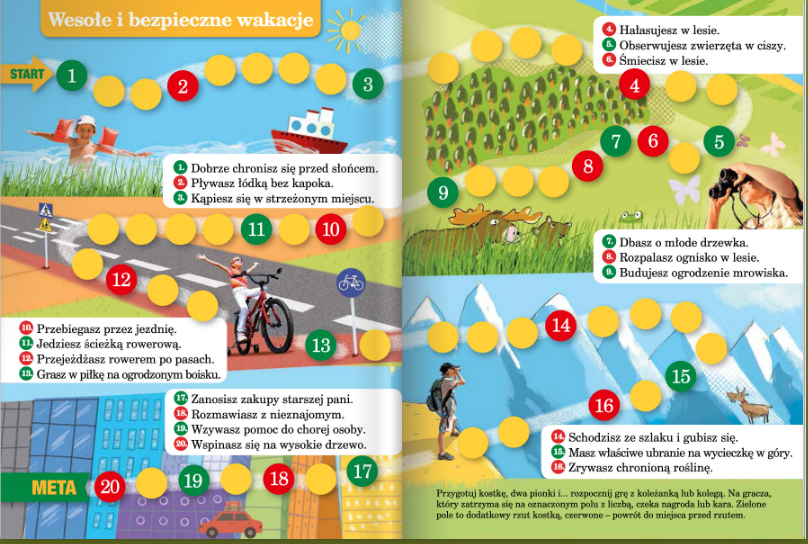 Wesołe i bezpieczne wakacje
START
1
2
3
1. Dobrze chronisz się przed słońcem.
2. Pływasz łódką bez kapoka.
3. Kąpiesz się w strzeżonym miejscu.
4. Hałasujesz w lesie.
5. Obserwujesz zwierzęta w ciszy.
6. Śmiecisz w lesie.
4
7
6
5
8
9
7. Dbasz o młode drzewka.
8. Rozpalasz ognisko w lesie.
9. Budujesz ogrodzenie mrowiska.
11
10
12
13
10. Przebiegasz przez jezdnię.
11. Jedziesz ścieżką rowerową.
12. Przejeżdżasz rowerem po pasach.
13. Grasz w piłkę na ogrodzonym boisku.
14
15
16
14. Schodzisz ze szlaku i gubisz się.
15. Masz właściwe ubranie na wycieczkę w góry.
16. Zrywasz chronioną roślinę.
17. Zanosisz zakupy starszej pani.
18. Rozmawiasz z nieznajomym.
19. Wzywasz pomoc do chorej osoby.
20. Wspinasz się na wysokie drzewo.
META
20
19
18
17
Przygotuj kostkę, dwa pionki i... rozpocznij grę z koleżanką lub kolegą. Na gracza,
który zatrzyma się na oznaczonym polu z liczbą, czeka nagroda lub kara. Zielone
pole to dodatkowy rzut kostką, czerwone – powrót do miejsca przed rzutem.